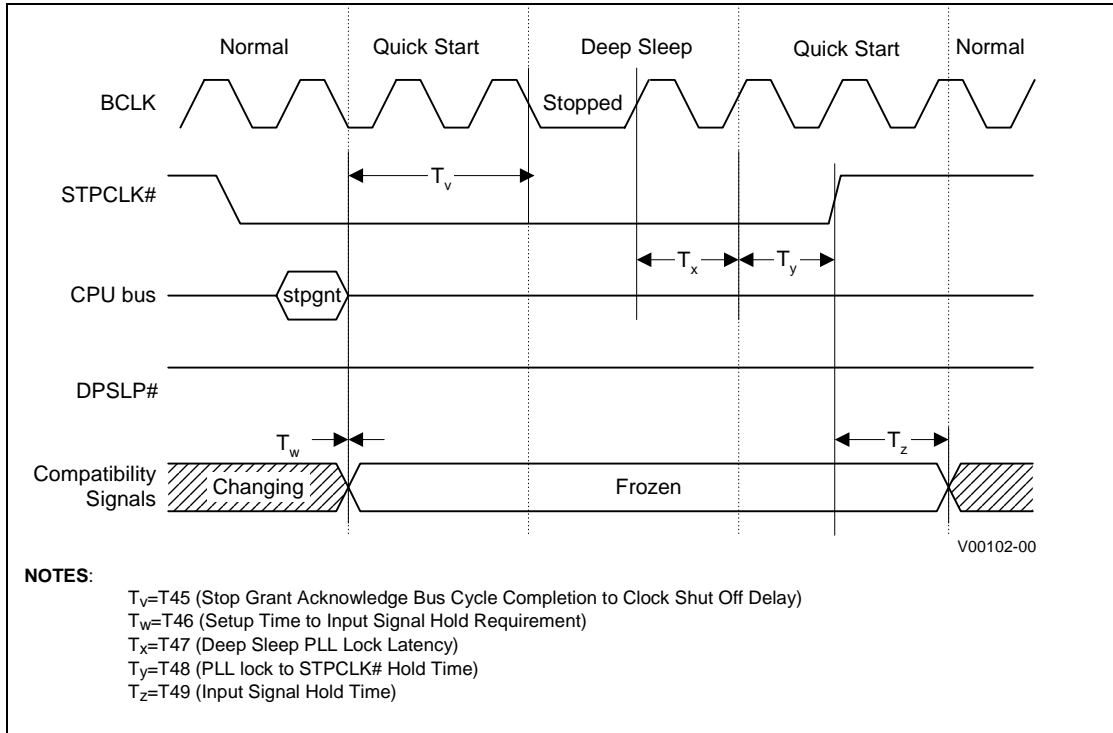 Normal Quick Start Deep Sleep Quick Start Normal
BCLK
Stopped
Tv
STPCLK#
Tx Ty
CPU bus
stpgnt
DPSLP#
Tw
Tz
Compatibility
Signals
Changing
Frozen
V00102-00
NOTES:
Tv=T45 (Stop Grant Acknowledge Bus Cycle Completion to Clock Shut Off Delay)
Tw=T46 (Setup Time to Input Signal Hold Requirement)
Tx=T47 (Deep Sleep PLL Lock Latency)
Ty=T48 (PLL lock to STPCLK# Hold Time)
Tz=T49 (Input Signal Hold Time)